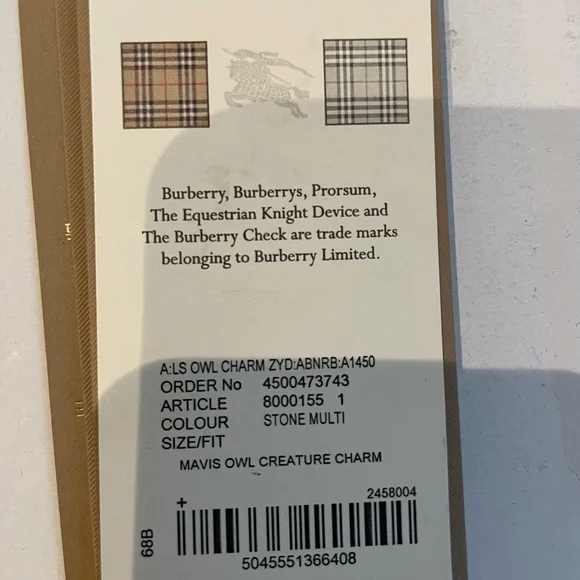 Burberry, Burberrys, Prorsum,
The Equestrian Knight Device and
The Burberry Check are trade marks
belonging to Burberry Limited.
A:LS OWL CHARM ZYD:ABNRB:A1450
ORDER No 4500473743
ARTICLE 8000155 1
COLOUR STONE MULTI
SIZE/FIT
MAVIS OWL CREATURE CHARM
+ 2458004
68B
5045551366408